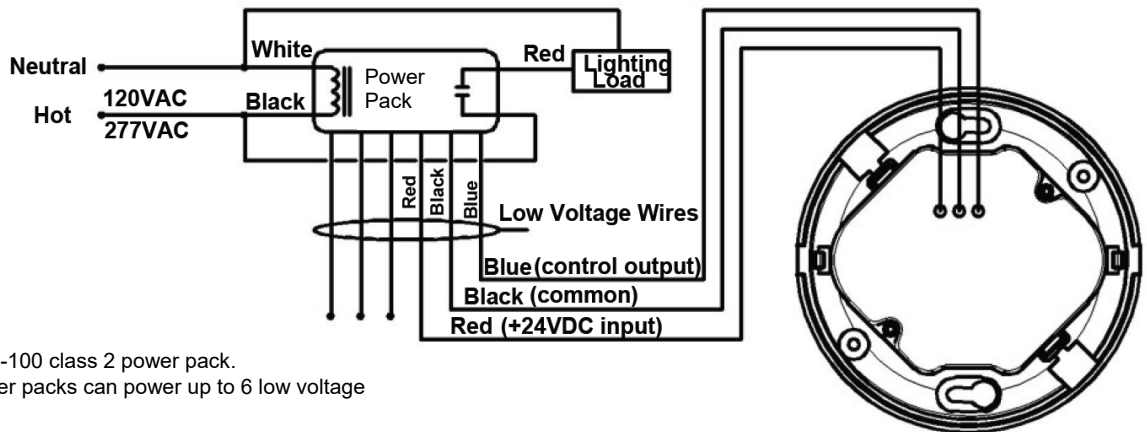 Neutral
White
Red
Lighting
Load
Power
Pack
120VAC
Black
Hot
277VAC
Red
Black
Blue
Low Voltage Wires
Blue (control output)
Black (common)
Red (+24VDC input)
-100 class 2 power pack.
er packs can power up to 6 low voltage